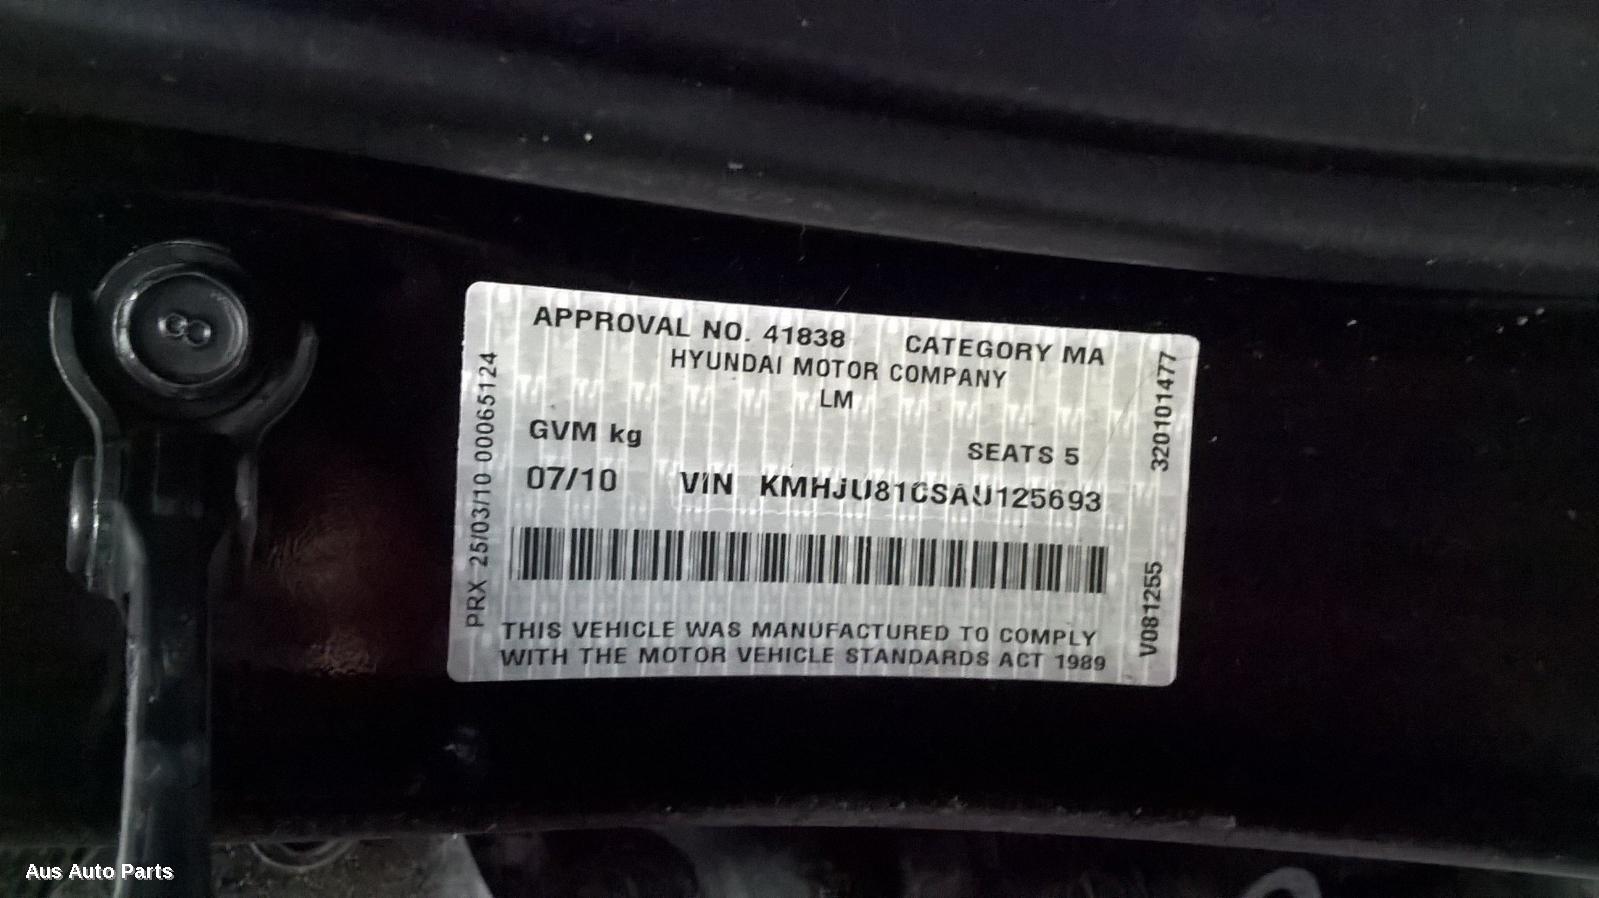 APPROVAL NO. 41838 CATEGORY MA
HYUNDAI MOTOR COMPANY
LM
GVM kg SEATS 5
07/10 VIN KMHJU81CSAU125693
THIS VEHICLE WAS MANUFACTURED TO COMPLY
WITH THE MOTOR VEHICLE STANDARDS ACT 1989
PRX 25/03/10 00065124
320101477
V081255
Aus Auto Parts